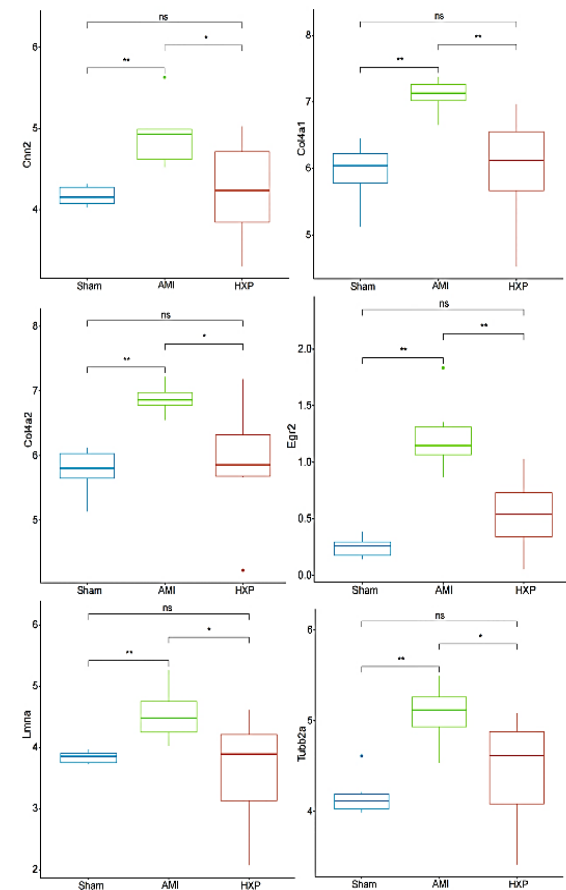 ns
**
*
Cnn2
6
5
4
Sham AMI HXP
ns
**
**
Col4a1
8
7
6
5
Sham AMI HXP
ns
**
*
Col4a2
8
7
6
5
Sham AMI HXP
ns
**
**
Egr2
2.0
1.5
1.0
0.5
0.0
Sham AMI HXP
ns
**
*
Lmna
6
5
4
3
2
Sham AMI HXP
ns
**
*
Tubb2a
6
5
4
Sham AMI HXP